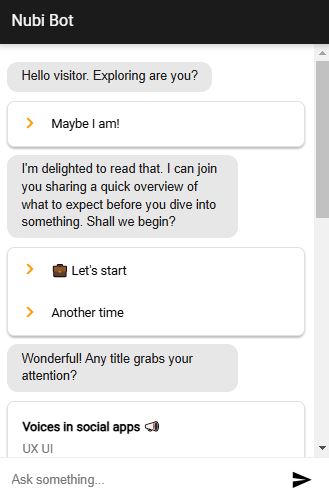 Nubi Bot
Hello visitor. Exploring are you?
Maybe I am!
I'm delighted to read that. I can join
you sharing a quick overview of
what to expect before you dive into
something. Shall we begin?
💼 Let's start
Another time
Wonderful! Any title grabs your
attention?
Voices in social apps 📢
UX UI
Ask something...